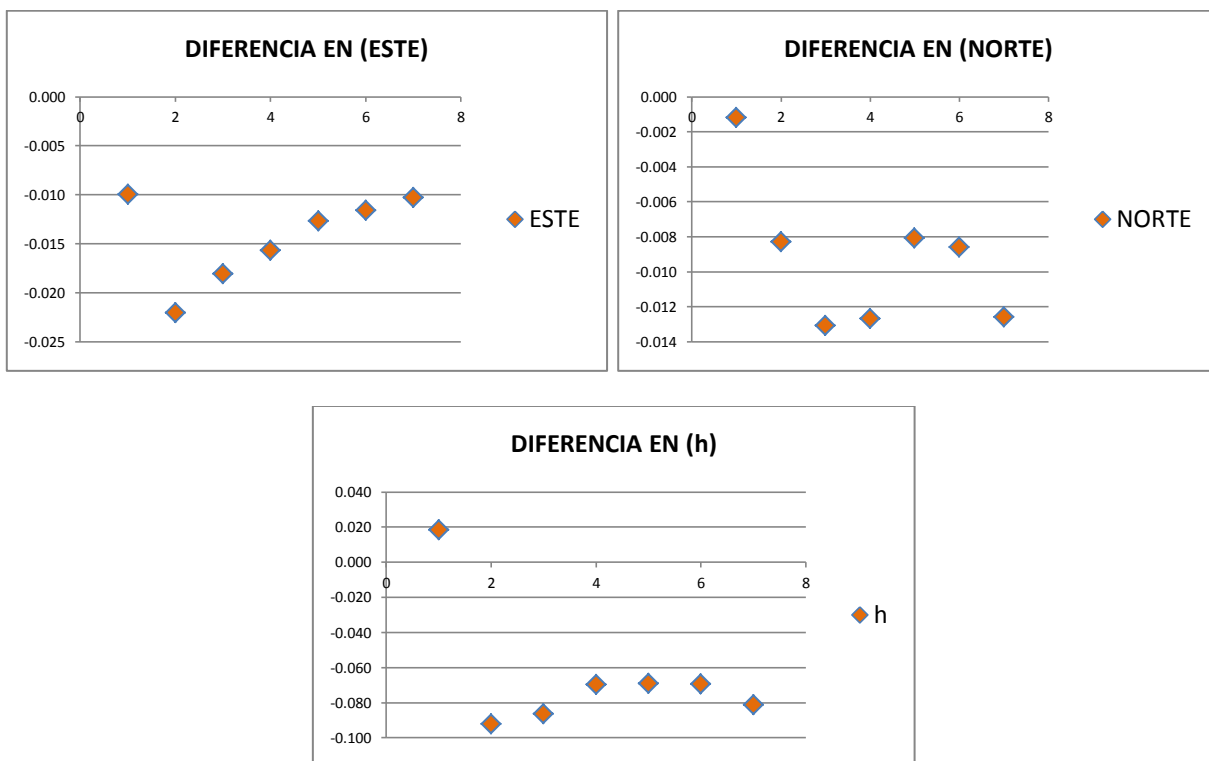 DIFERENCIA EN (ESTE)
0.000
0 2 4 6 8
-0.005
-0.010
-0.015
-0.020
-0.025
ESTE
DIFERENCIA EN (NORTE)
0.000
0 2 4 6 8
-0.002
-0.004
-0.006
-0.008
-0.010
-0.012
-0.014
NORTE
DIFERENCIA EN (h)
0.040
0.020
0.000
0 2 4 6 8
-0.020
-0.040
-0.060
-0.080
-0.100
h